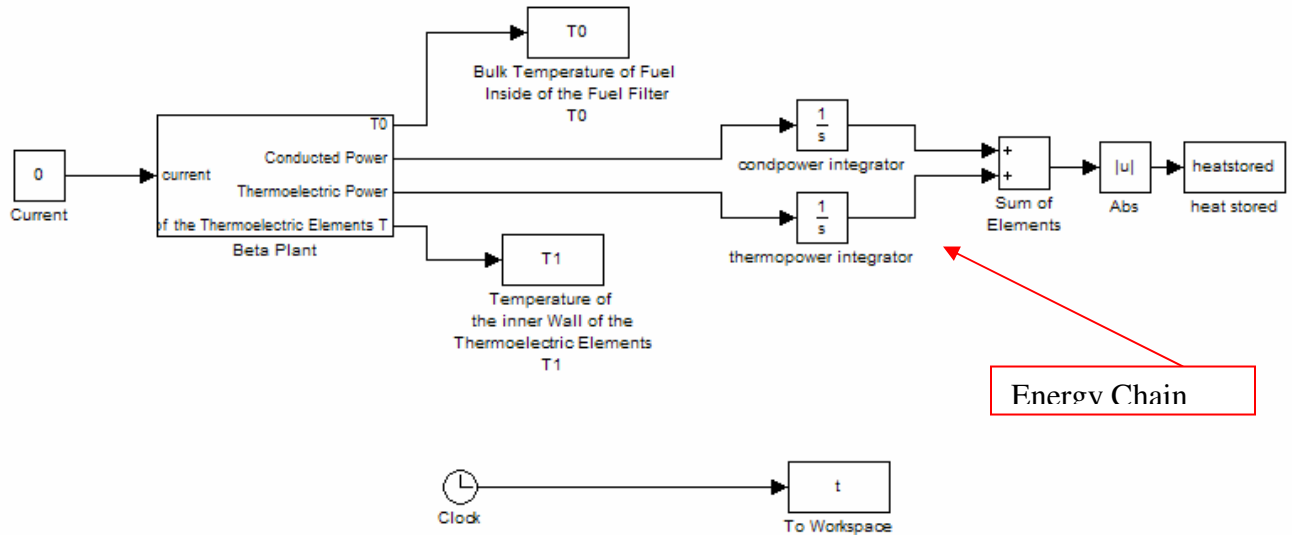 T0
Bulk Temperature of Fuel
Inside of the Fuel Filter
T0
0
Current
current
T0
Conducted Power
Thermoelectric Power
of the Thermoelectric Elements T
Beta Plant
T1
Temperature of
the inner Wall of the
Thermoelectric Elements
T1
1
s
condpower integrator
1
s
thermopower integrator
+
+
Sum of
Elements
|u|
Abs
heatstored
heat stored
Energy Chain
Clock
t
To Workspace